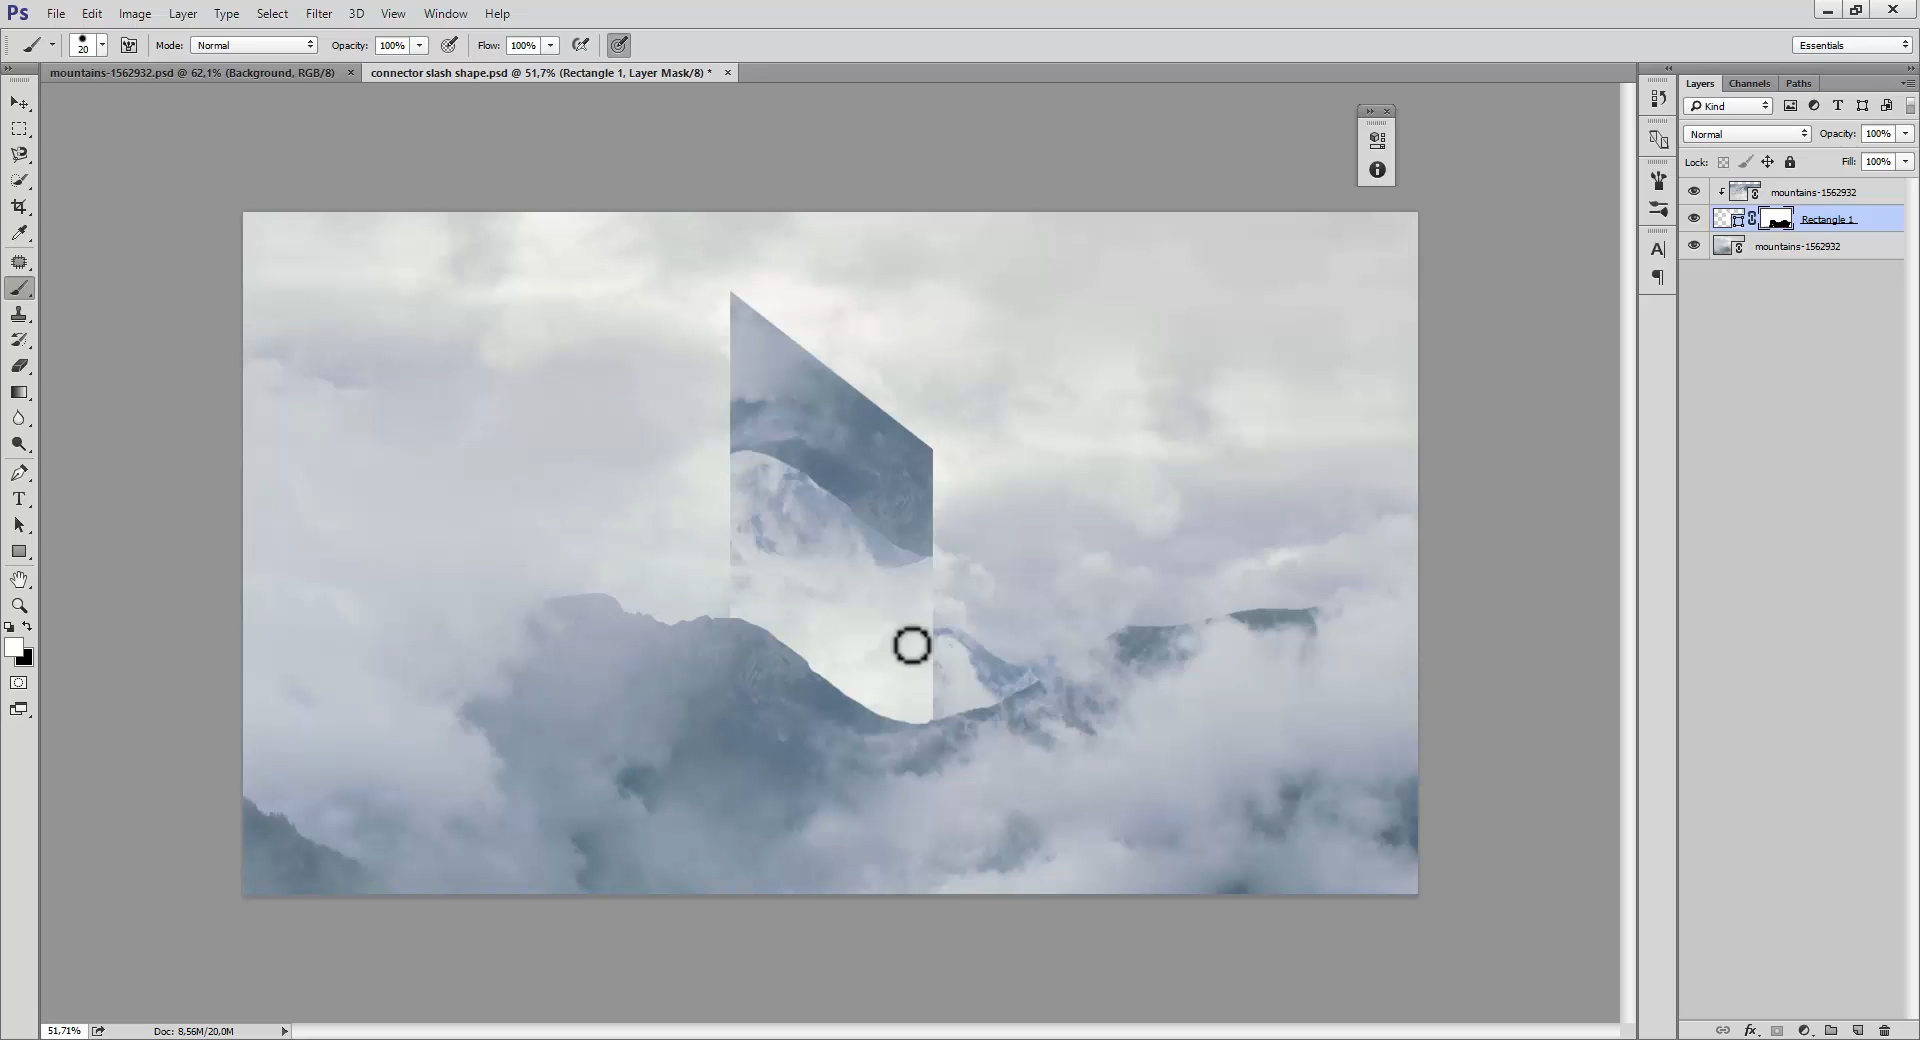 Ps File Edit Image Layer Type Select Filter 3D View Window Help
20 Mode: Normal Opacity: 100% Flow: 100% Essentials
mountains-1562932.psd @ 62,1% (Background, RGB/8) × connector slash shape.psd @ 51,7% (Rectangle 1, Layer Mask/8) * ×
Layers Channels Paths
Kind
Normal Opacity: 100%
Lock: Fill: 100%
mountains-1562932
Rectangle 1
mountains-1562932
51,71% Doc: 8,56M/20,0M